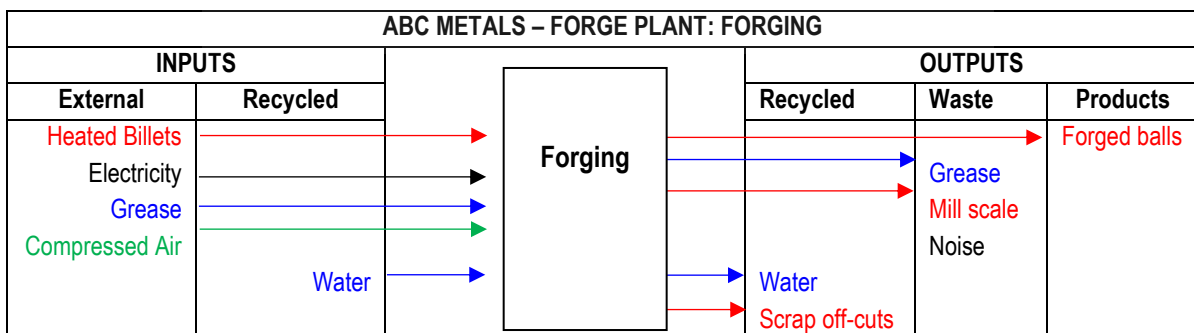 ABC METALS – FORGE PLANT: FORGING
INPUTS
OUTPUTS
External
Recycled
Recycled
Waste
Products
Heated Billets
Forging
Forged balls
Electricity
Grease
Grease
Mill scale
Compressed Air
Noise
Water
Water
Scrap off-cuts